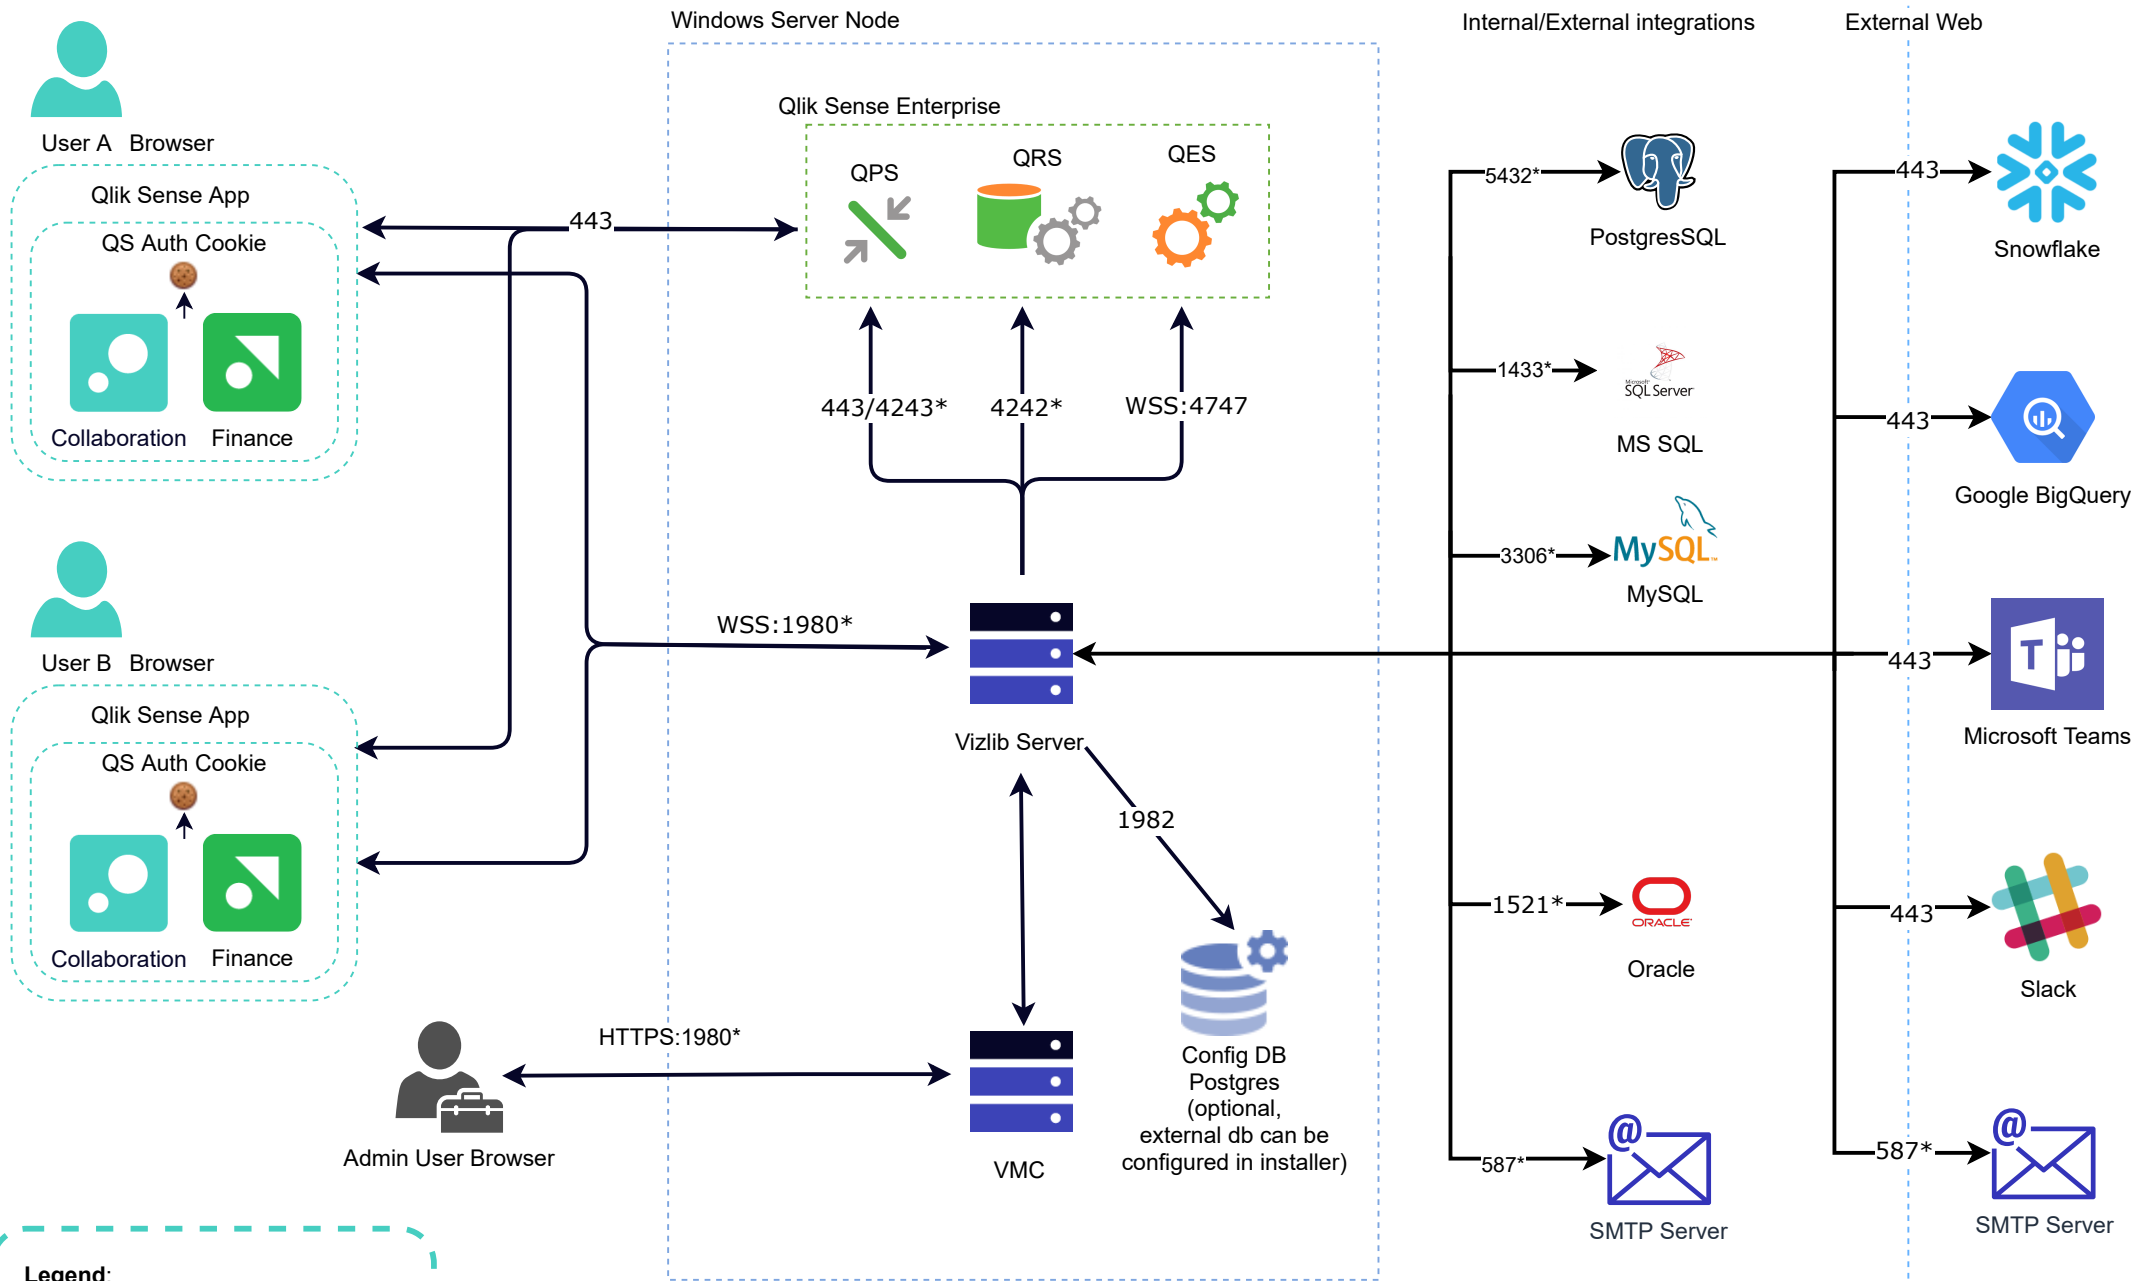 Windows Server Node
Internal/External integrations
External Web
User A Browser
Qlik Sense App
QS Auth Cookie
Collaboration
Finance
443
Qlik Sense Enterprise
QPS
QRS
QES
443/4243*
4242*
WSS:4747
User B Browser
Qlik Sense App
QS Auth Cookie
Collaboration
Finance
WSS:1980*
Vizlib Server
1982
Config DB
Postgres
(optional,
external db can be
configured in installer)
HTTPS:1980*
Admin User Browser
VMC
5432*
PostgresSQL
1433*
Microsoft
SQL Server
MS SQL
3306*
MySQL
MySQL
1521*
ORACLE
Oracle
587*
@
SMTP Server
443
Snowflake
443
Google BigQuery
443
T
Microsoft Teams
443
Slack
587*
@
SMTP Server
Legend: